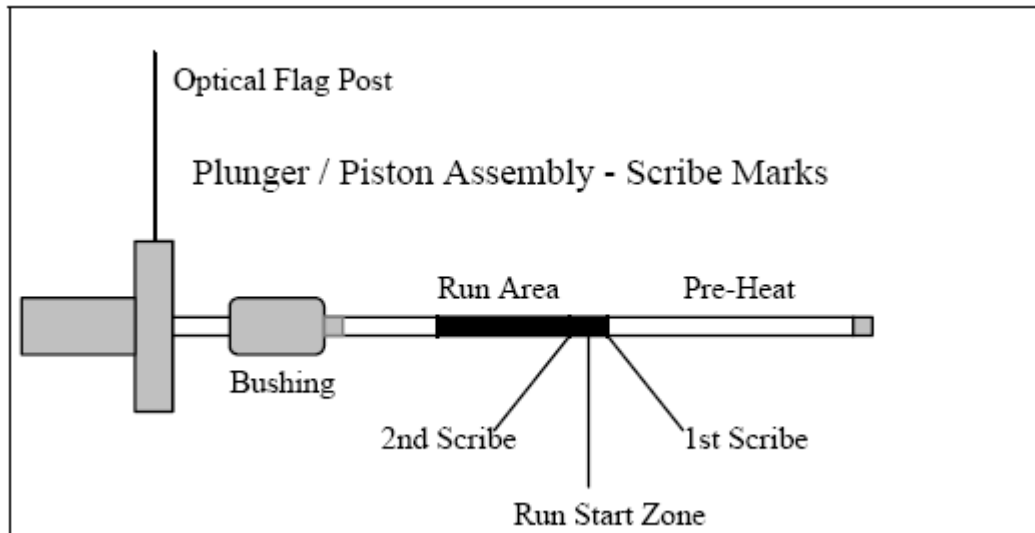 Optical Flag Post
Plunger / Piston Assembly - Scribe Marks
Run Area
Pre-Heat
Bushing
2nd Scribe
1st Scribe
Run Start Zone